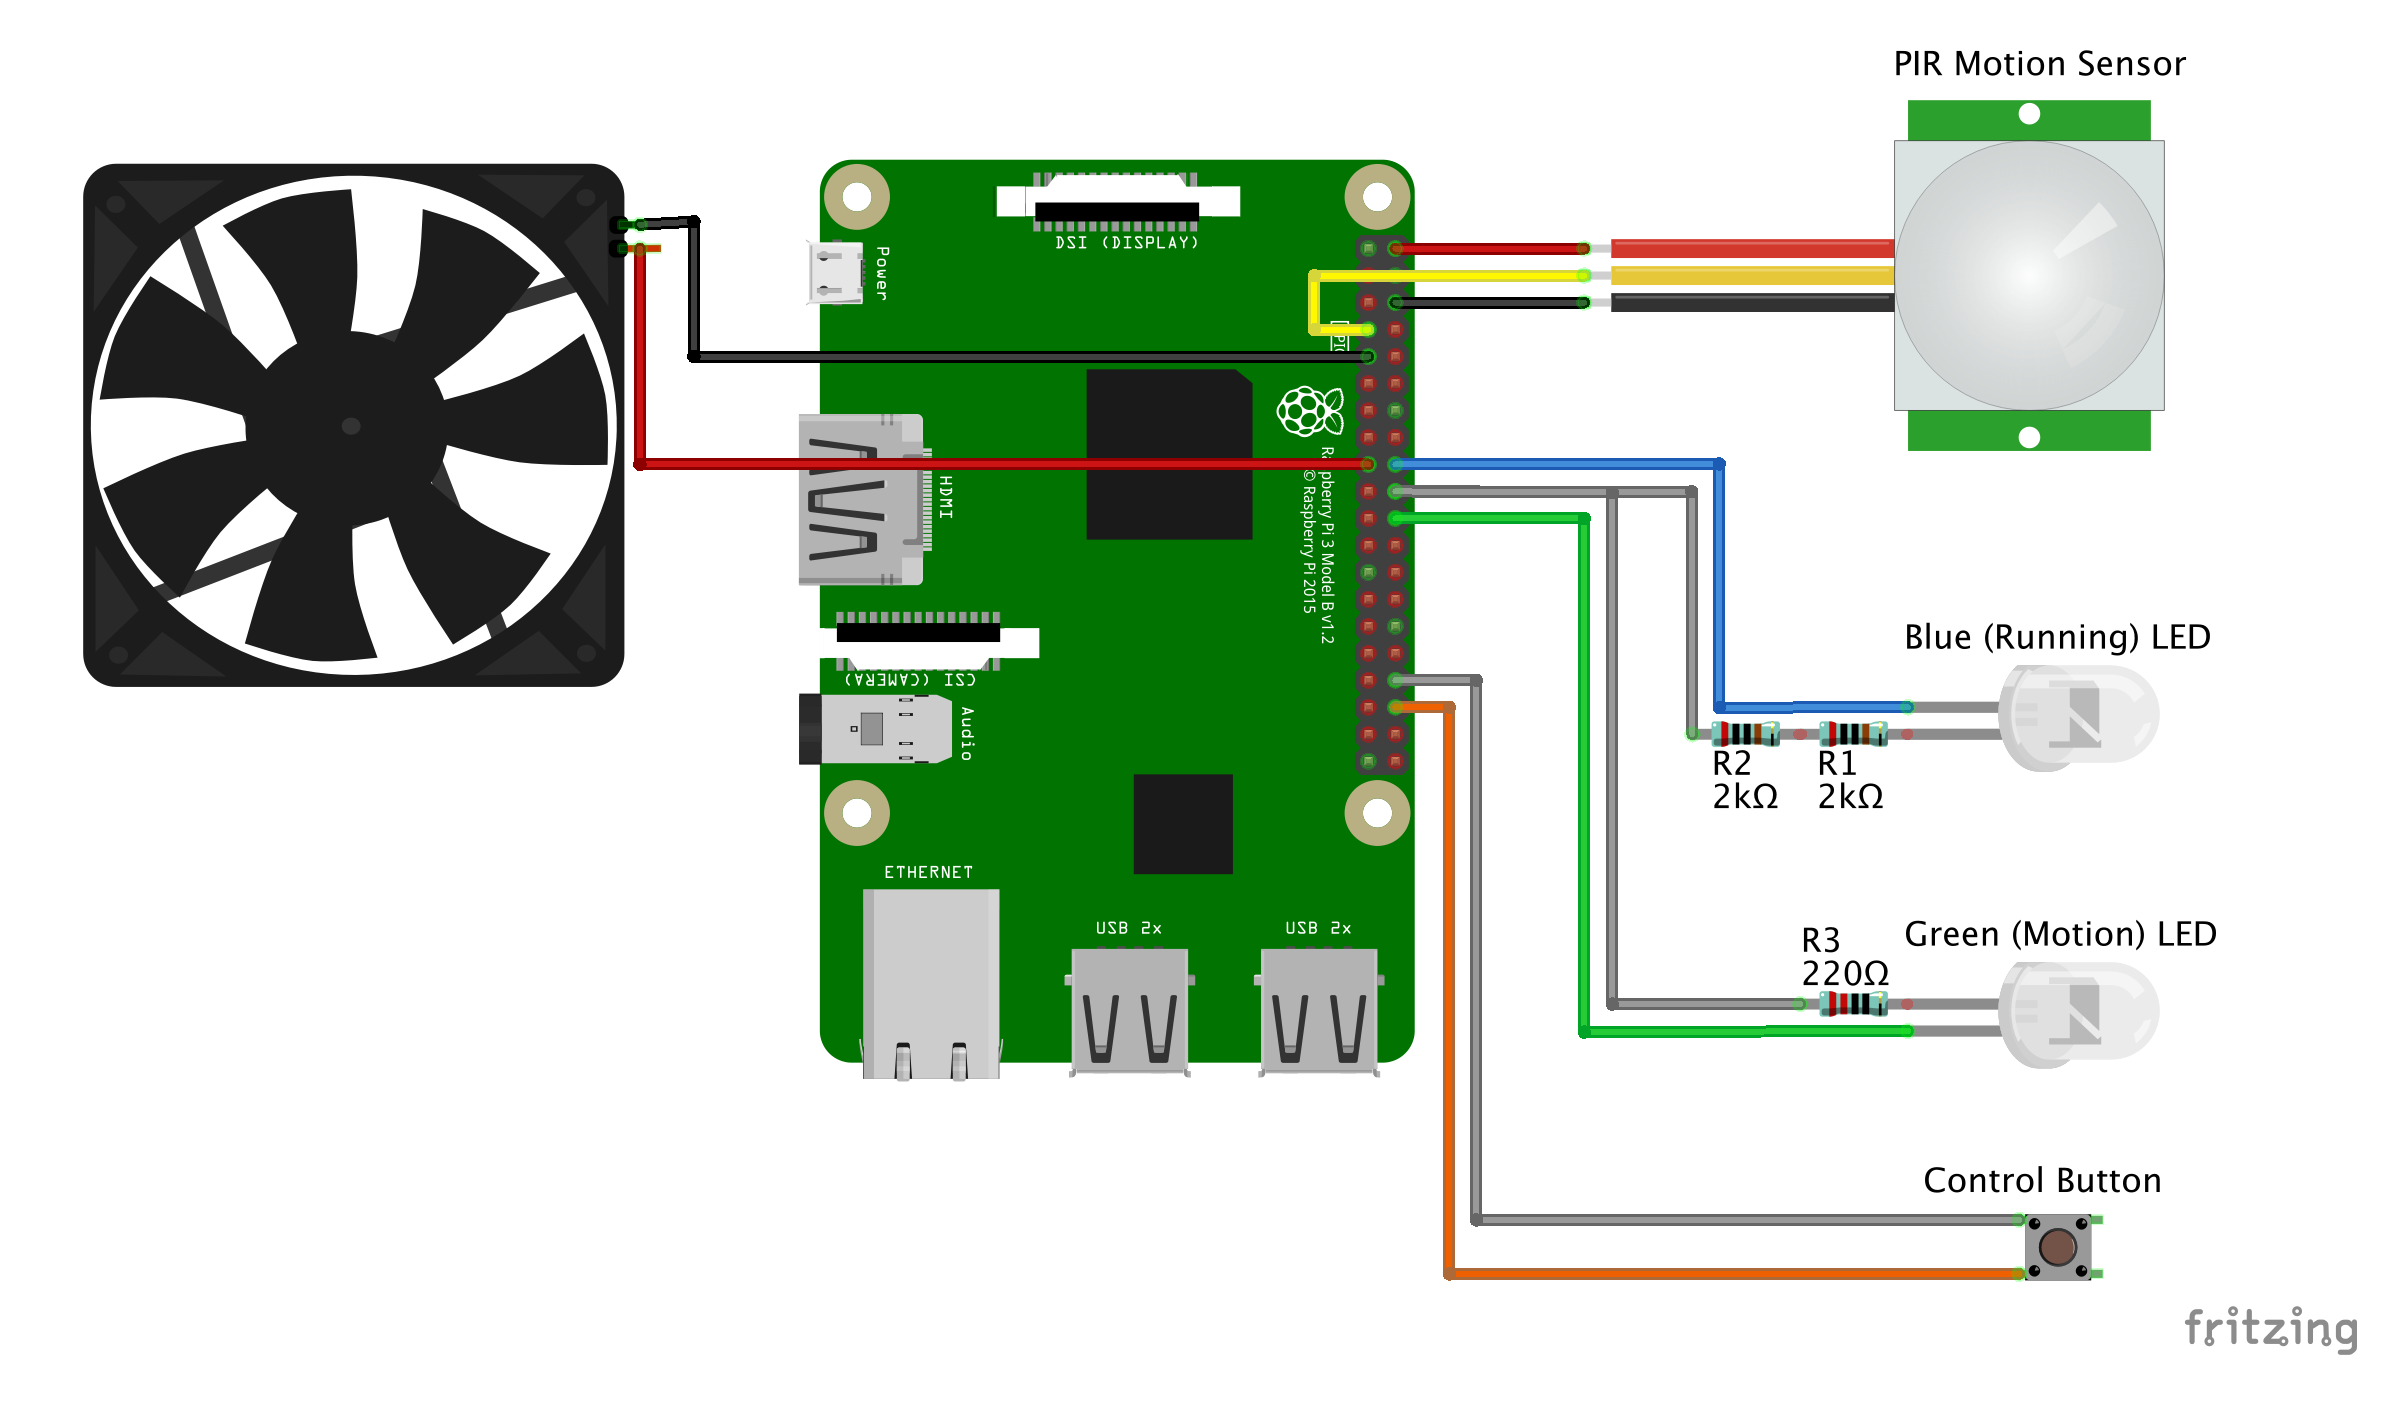 PIR Motion Sensor
DSI (DISPLAY)
Power
HDMI
Raspberry Pi 3 Model B v1.2
© Raspberry Pi 2015
CSI (CAMERA)
Audio
Blue (Running) LED
R2
2kΩ
R1
2kΩ
ETHERNET
USB 2x
USB 2x
Green (Motion) LED
R3
220Ω
Control Button
fritzing